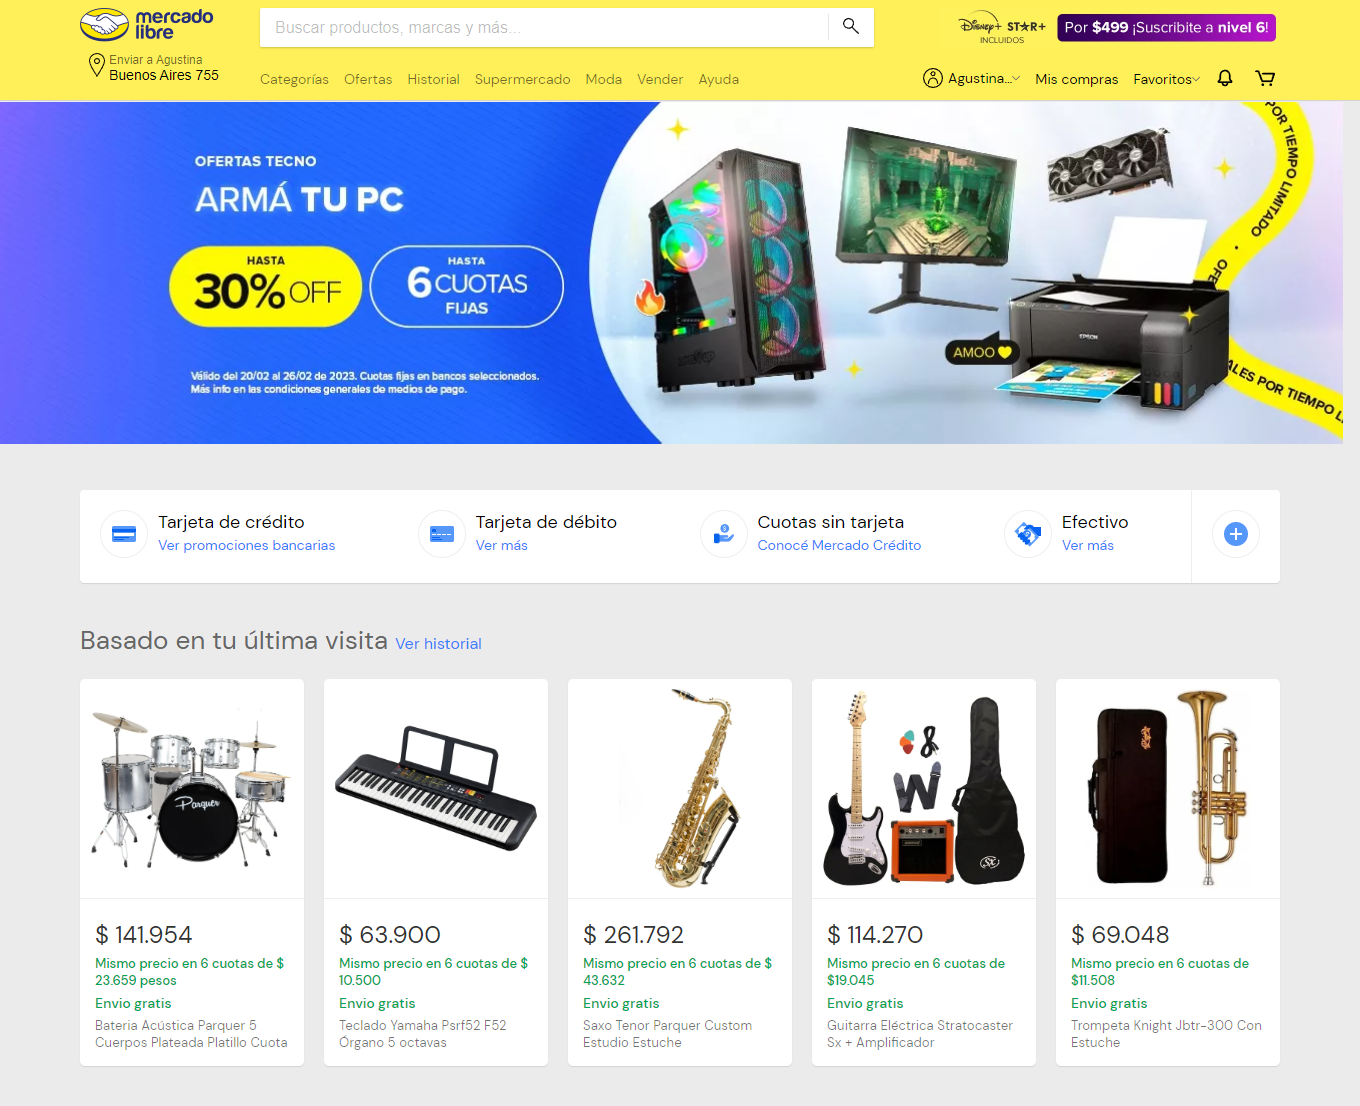 mercado
libre
Buscar productos, marcas y más...
Disney+ STAR+
INCLUIDOS
Por $499 ¡Suscribite a nivel 6!
Enviar a Agustina
Buenos Aires 755
Categorías Ofertas Historial Supermercado Moda Vender Ayuda
Agustina... Mis compras Favoritos
OFERTAS TECNO
ARMÁ TU PC
HASTA
30% OFF
HASTA
6 CUOTAS
FIJAS
Válido del 20/02 al 26/02 de 2023. Cuotas fijas en bancos seleccionados.
Más info en las condiciones generales de medios de pago.
AMOO
EPSON
POR TIEMPO LIMITADO
OFE
ALES POR TIEMPO L
Tarjeta de crédito
Ver promociones bancarias
Tarjeta de débito
Ver más
Cuotas sin tarjeta
Conocé Mercado Crédito
Efectivo
Ver más
Basado en tu última visita Ver historial
Parquer
$ 141.954
Mismo precio en 6 cuotas de $
23.659 pesos
Envio gratis
Bateria Acústica Parquer 5
Cuerpos Plateada Platillo Cuota
$ 63.900
Mismo precio en 6 cuotas de $
10.500
Envio gratis
Teclado Yamaha Psrf52 F52
Órgano 5 octavas
$ 261.792
Mismo precio en 6 cuotas de $
43.632
Envio gratis
Saxo Tenor Parquer Custom
Estudio Estuche
SX
$ 114.270
Mismo precio en 6 cuotas de
$19.045
Envio gratis
Guitarra Eléctrica Stratocaster
Sx + Amplificador
$ 69.048
Mismo precio en 6 cuotas de
$11.508
Envio gratis
Trompeta Knight Jbtr-300 Con
Estuche